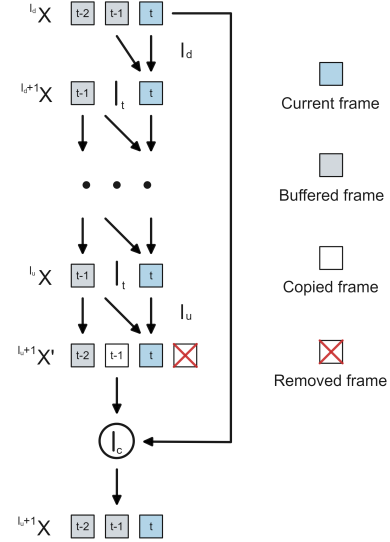 l_d X t-2 t-1 t
l_d
l_d+1 X t-1 l_t t
Current frame
Buffered frame
l_u X t-1 l_t t
Copied frame
l_u
l_u+1 X' t-2 t-1 t
Removed frame
l_c
l_u+1 X t-2 t-1 t